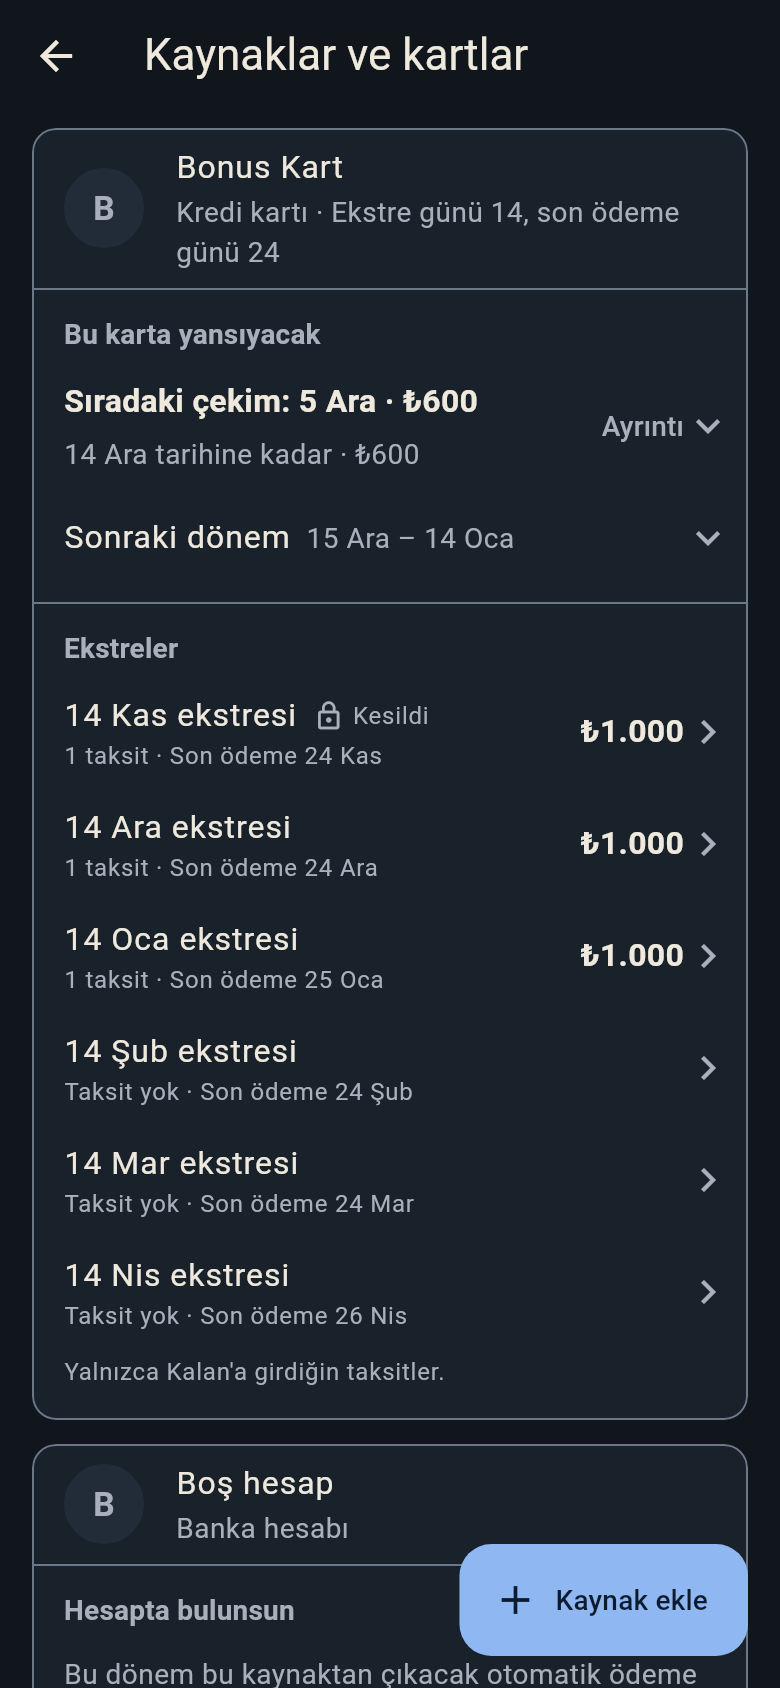 Kaynaklar ve kartlar
B
Bonus Kart
Kredi kartı · Ekstre günü 14, son ödeme
günü 24
Bu karta yansıyacak
Sıradaki çekim: 5 Ara · ₺600
14 Ara tarihine kadar · ₺600
Ayrıntı
Sonraki dönem 15 Ara – 14 Oca
Ekstreler
14 Kas ekstresi Kesildi
1 taksit · Son ödeme 24 Kas
₺1.000
14 Ara ekstresi
1 taksit · Son ödeme 24 Ara
₺1.000
14 Oca ekstresi
1 taksit · Son ödeme 25 Oca
₺1.000
14 Şub ekstresi
Taksit yok · Son ödeme 24 Şub
14 Mar ekstresi
Taksit yok · Son ödeme 24 Mar
14 Nis ekstresi
Taksit yok · Son ödeme 26 Nis
Yalnızca Kalan'a girdiğin taksitler.
B
Boş hesap
Banka hesabı
Hesapta bulunsun
Kaynak ekle
Bu dönem bu kaynaktan çıkacak otomatik ödeme